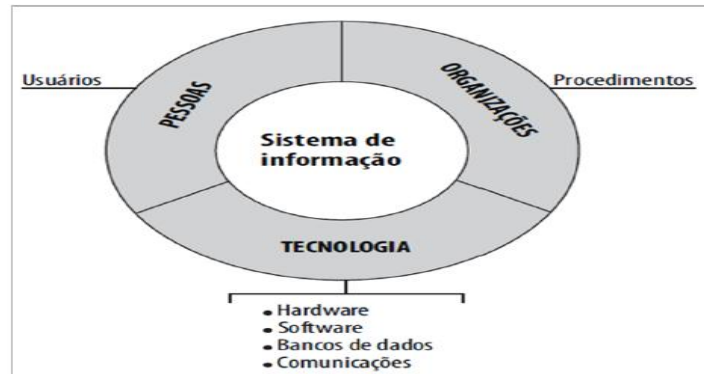 Usuários
PESSOAS
ORGANIZAÇÕES
Procedimentos
Sistema de
informação
TECNOLOGIA
• Hardware
• Software
• Bancos de dados
• Comunicações